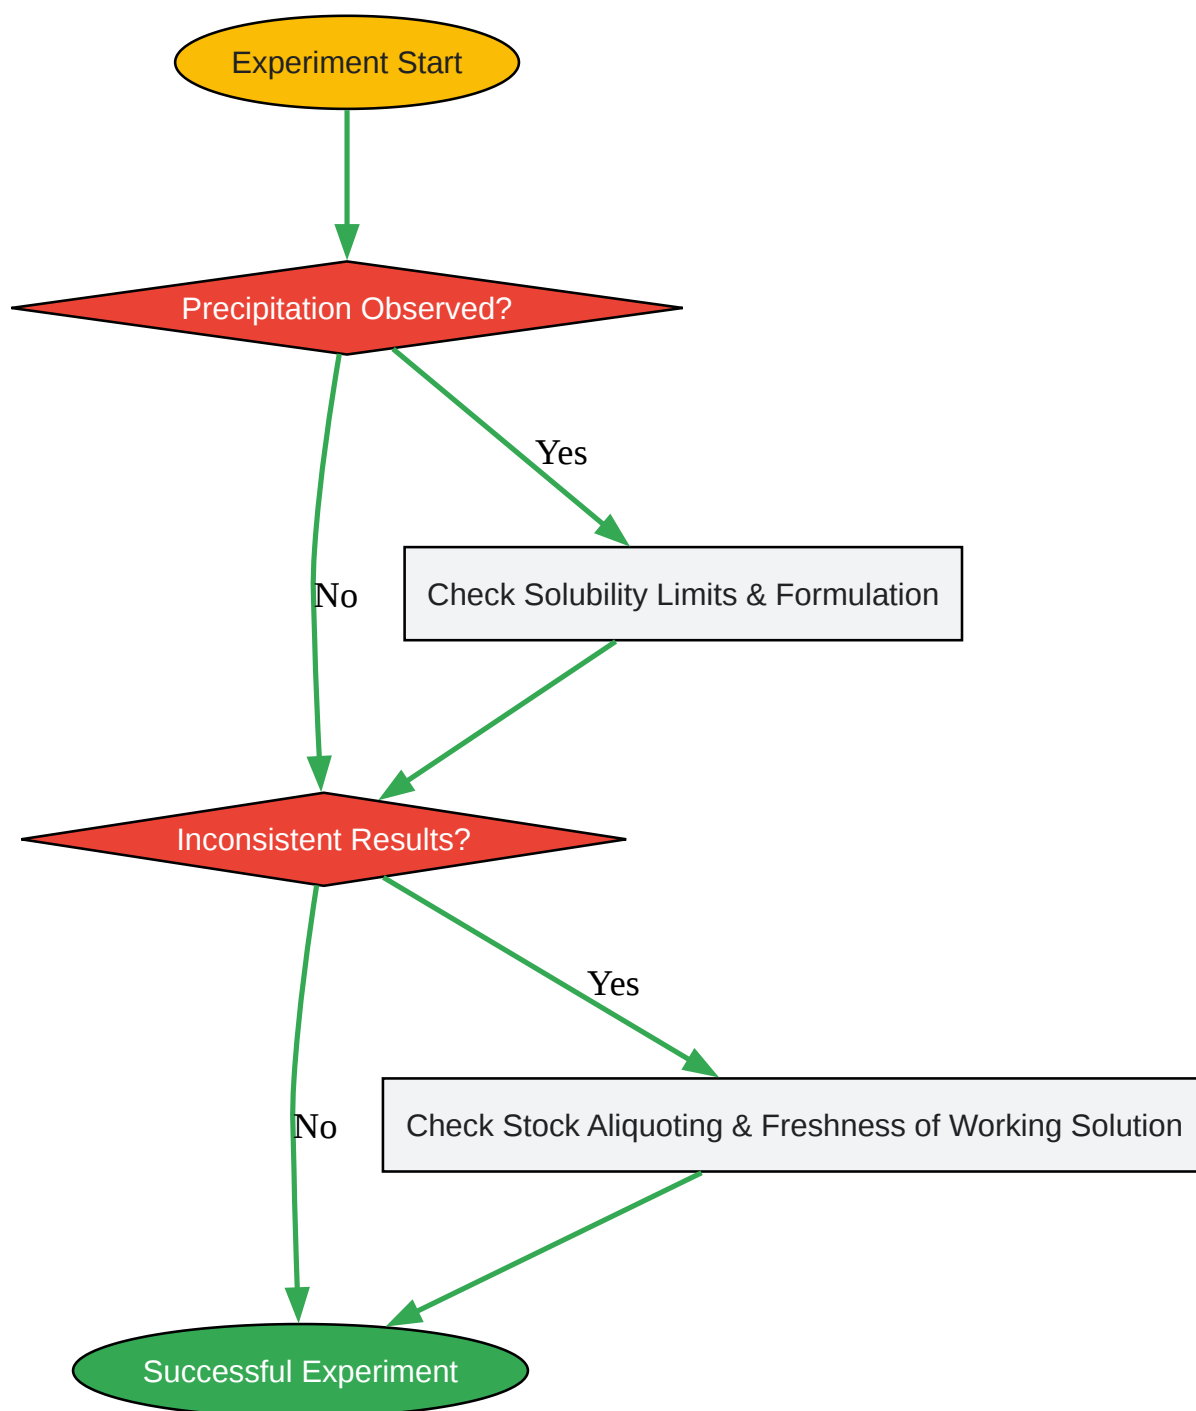 Experiment Start
Precipitation Observed?
Yes
No
Check Solubility Limits & Formulation
Inconsistent Results?
Yes
No
Check Stock Aliquoting & Freshness of Working Solution
Successful Experiment